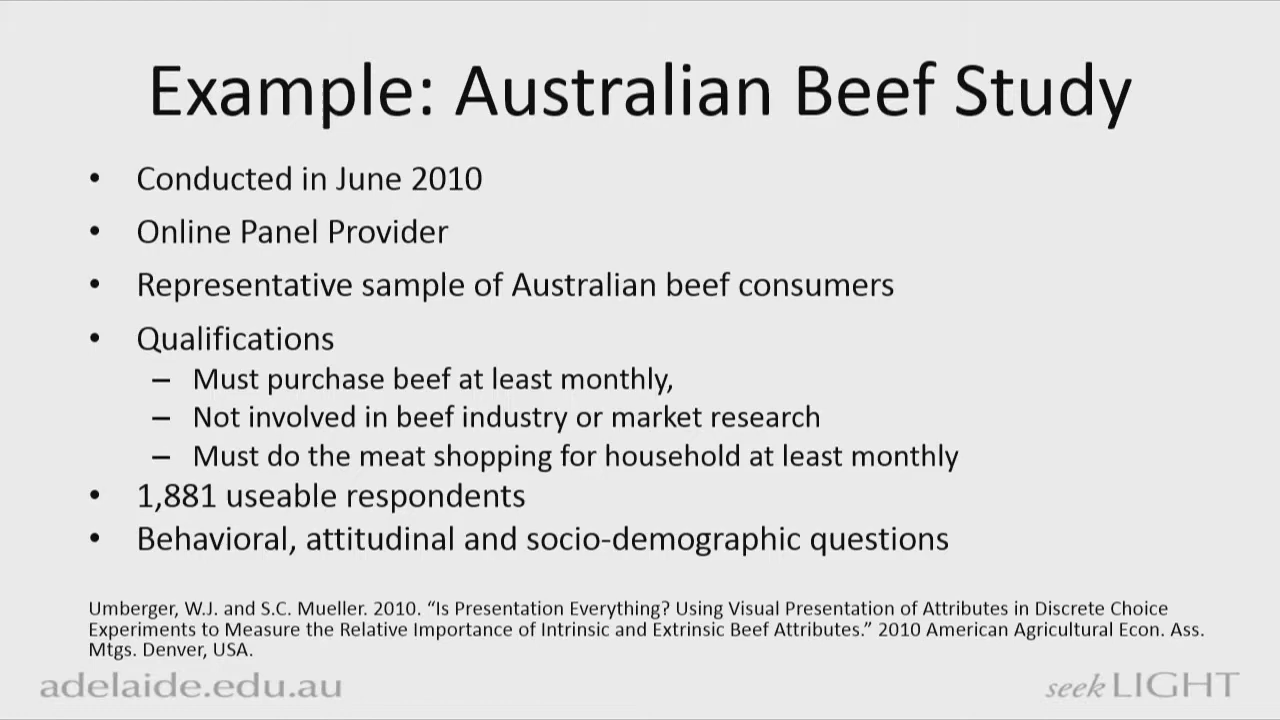 Example: Australian Beef Study
• Conducted in June 2010
• Online Panel Provider
• Representative sample of Australian beef consumers
• Qualifications
– Must purchase beef at least monthly,
– Not involved in beef industry or market research
– Must do the meat shopping for household at least monthly
• 1,881 useable respondents
• Behavioral, attitudinal and socio-demographic questions
Umberger, W.J. and S.C. Mueller. 2010. “Is Presentation Everything? Using Visual Presentation of Attributes in Discrete Choice
Experiments to Measure the Relative Importance of Intrinsic and Extrinsic Beef Attributes.” 2010 American Agricultural Econ. Ass.
Mtgs. Denver, USA.
adelaide.edu.au
seek LIGHT